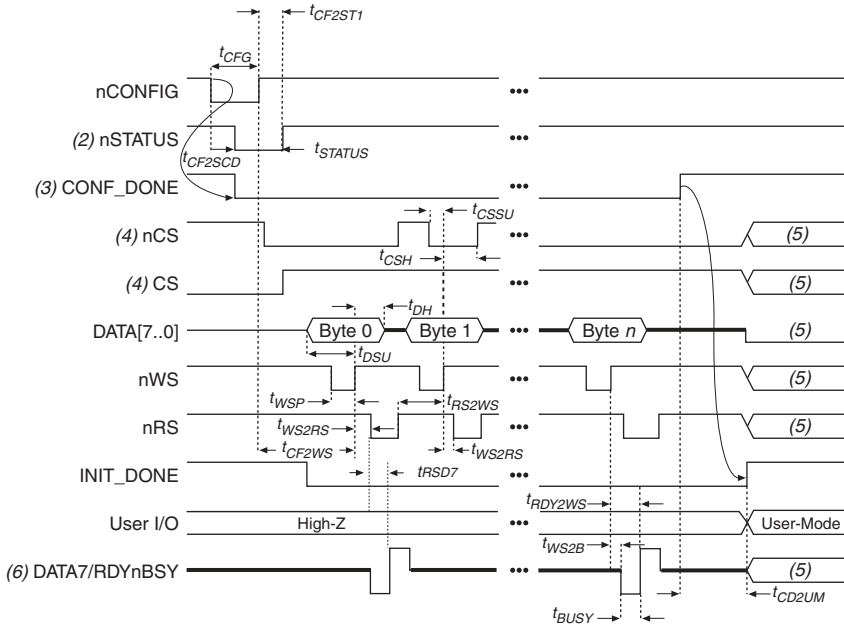 tCF2ST1
tCFG
nCONFIG •••
(2) nSTATUS •••
tCF2SCD tSTATUS
(3) CONF_DONE •••
tCSSU
(4) nCS ••• (5)
tCSH
(4) CS ••• (5)
tDH
DATA[7..0] Byte 0 Byte 1 ••• Byte n (5)
tDSU
nWS ••• (5)
tWSP tRS2WS
nRS ••• (5)
tWS2RS
tCF2WS tWS2RS
INIT_DONE tRSD7 •••
tRDY2WS
User I/O High-Z ••• User-Mode
tWS2B
(6) DATA7/RDYnBSY ••• (5)
tCD2UM
tBUSY